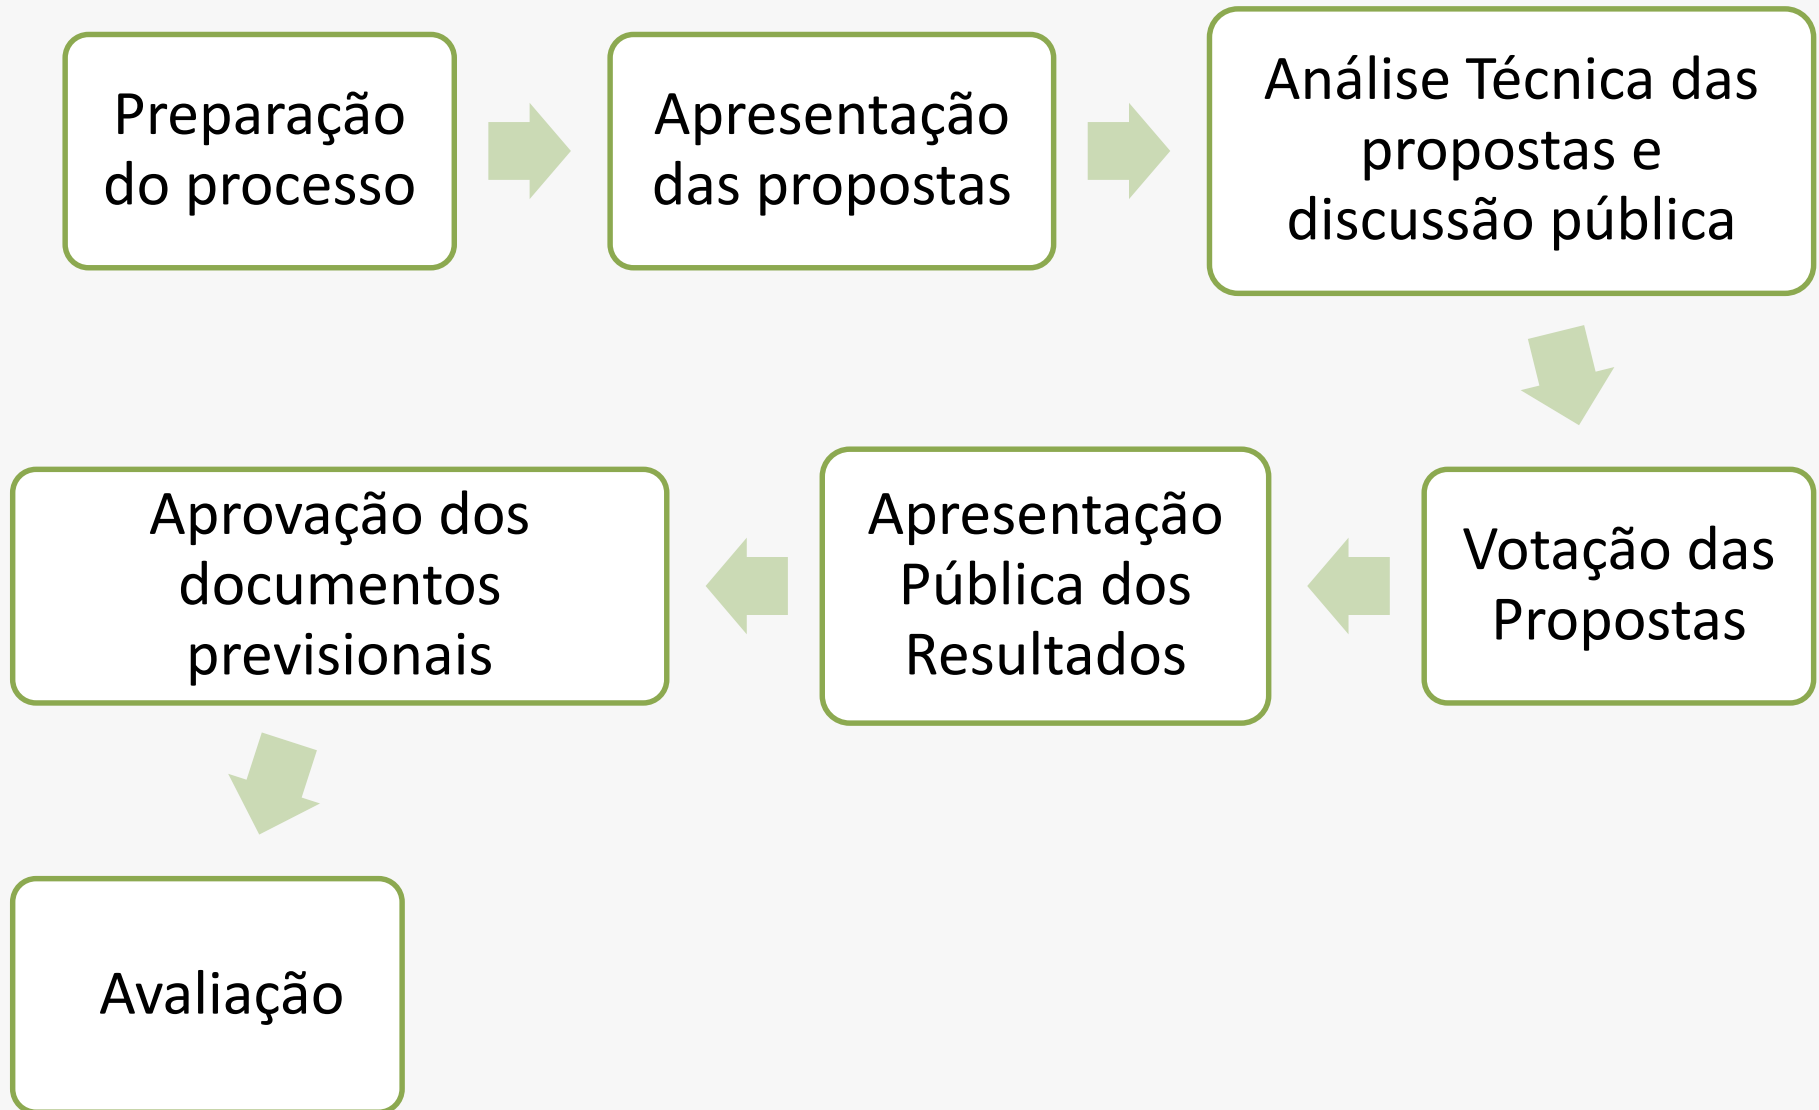 Preparação
do processo
Apresentação
das propostas
Análise Técnica das
propostas e
discussão pública
Votação das
Propostas
Apresentação
Pública dos
Resultados
Aprovação dos
documentos
previsionais
Avaliação